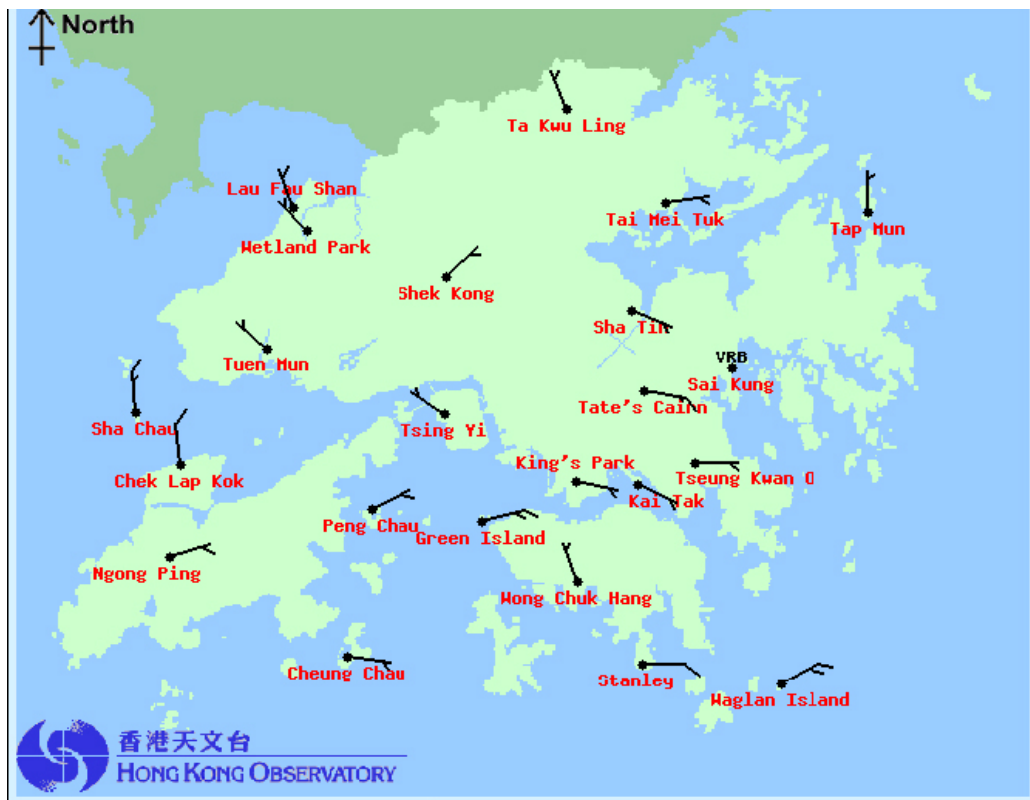 North
Ta Kwu Ling
Lau Fau Shan
Tai Mei Tuk
Tap Mun
Wetland Park
Shek Kong
Sha Tin
VRB
Tuen Mun
Sai Kung
Tate's Cairn
Sha Chau
Tsing Yi
King's Park
Tseung Kwan O
Chek Lap Kok
Kai Tak
Peng Chau
Green Island
Ngong Ping
Wong Chuk Hang
Cheung Chau
Stanley
Waglan Island
香港天文台
HONG KONG OBSERVATORY